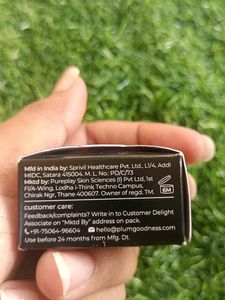 Mfd in India by: Sprivil Healthcare Pvt. Ltd., L1/4, Addl
MIDC, Satara 415004. M. L. No.: PD/C/73
Mktd by: Pureplay Skin Sciences (I) Pvt Ltd, 1st
Fl/A-Wing, Lodha i-Think Techno Campus,
Chirak Ngr, Thane 400607. Owner of regd. TM.
6M
customer care:
Feedback/complaints? Write in to Customer Delight
Associate on "Mktd By" address on pack.
+91-75064-96604 hello@plumgoodness.com
Use before 24 months from Mfg. Dt.